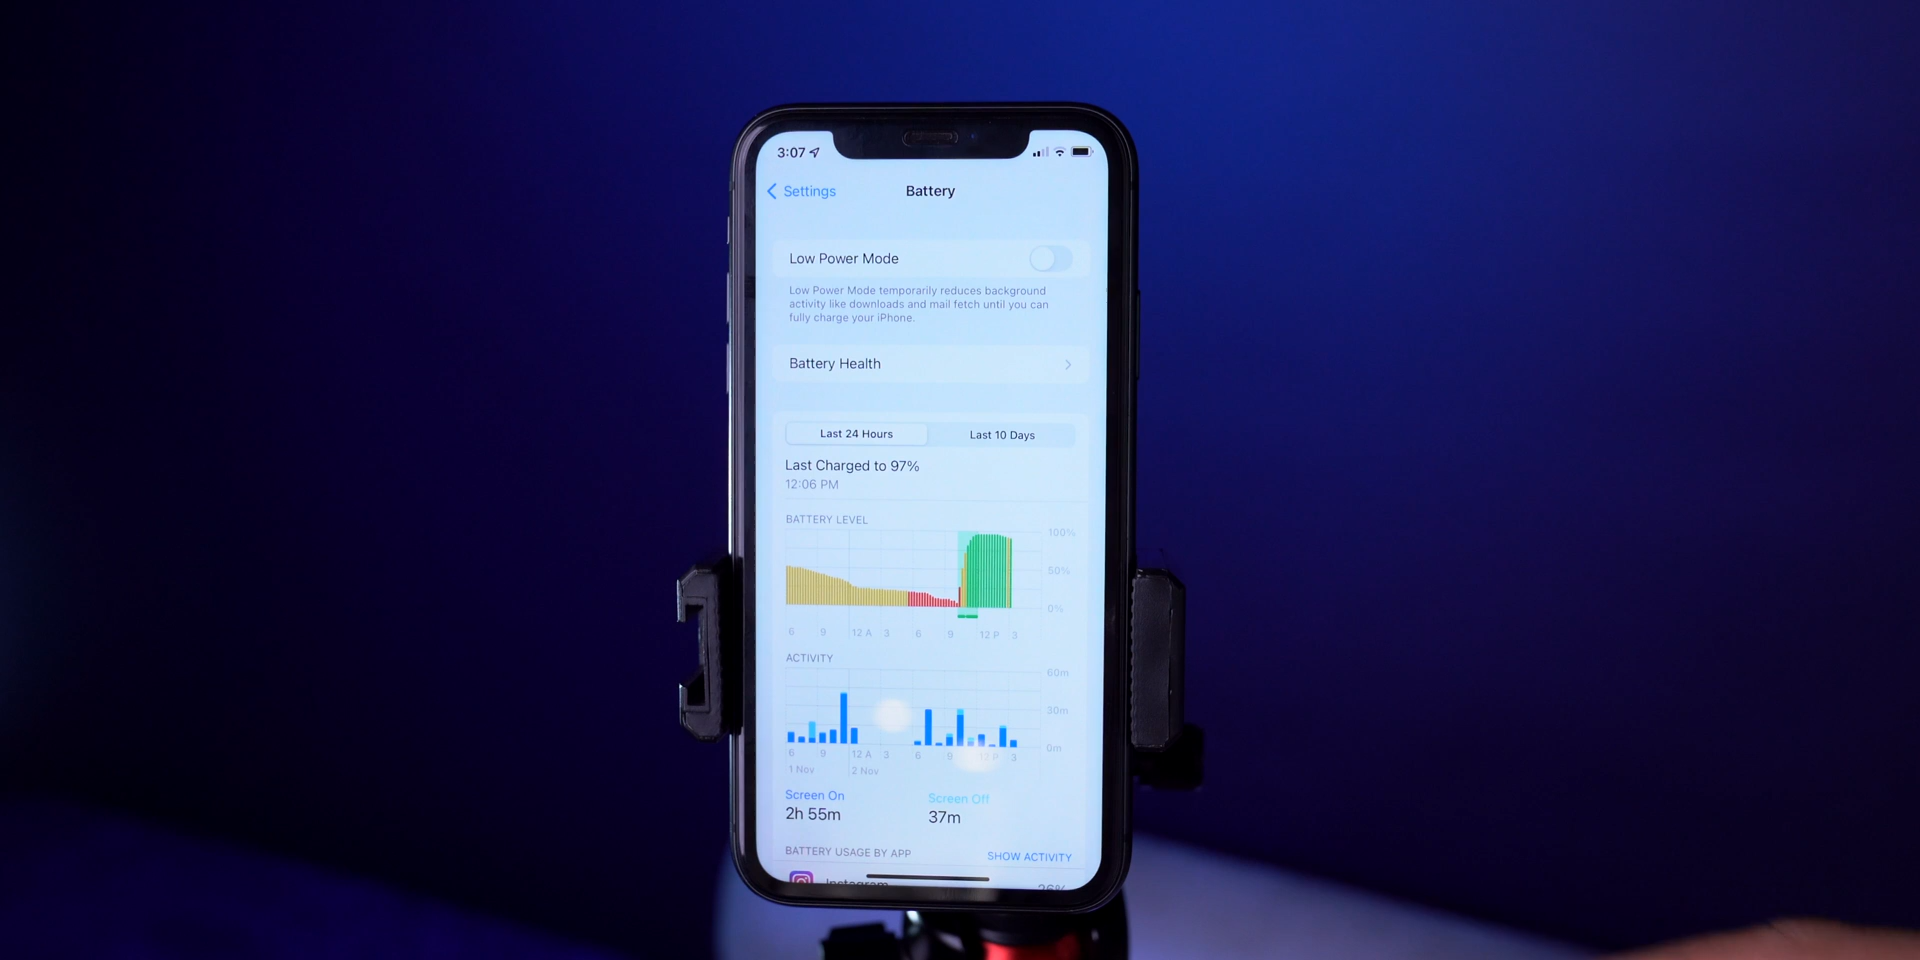 3:07
Settings
Battery
Low Power Mode
Low Power Mode temporarily reduces background
activity like downloads and mail fetch until you can
fully charge your iPhone.
Battery Health
Last 24 Hours Last 10 Days
Last Charged to 97%
12:06 PM
BATTERY LEVEL
100%
50%
0%
6 9 12 A 3 6 9 12 P 3
ACTIVITY
60m
30m
0m
6 9 12 A 3 6 9 12 P 3
1 Nov 2 Nov
Screen On Screen Off
2h 55m 37m
BATTERY USAGE BY APP SHOW ACTIVITY
Instagram 26%